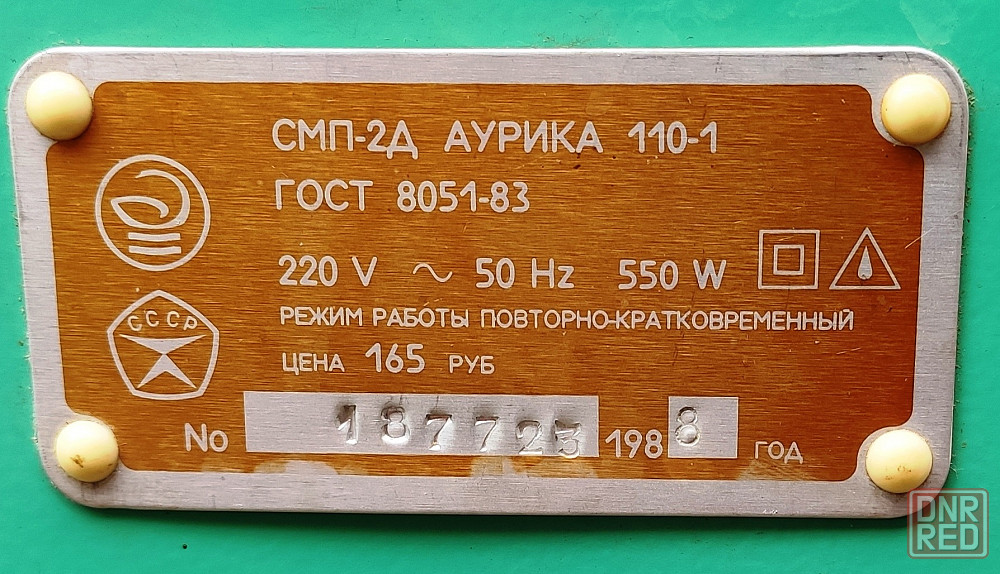 СМП-2Д АУРИКА 110-1
ГОСТ 8051-83
220 V ~ 50 Hz 550 W
РЕЖИМ РАБОТЫ ПОВТОРНО-КРАТКОВРЕМЕННЫЙ
СССР
ЦЕНА 165 РУБ
No 187723 1988 ГОД
DNR
RED